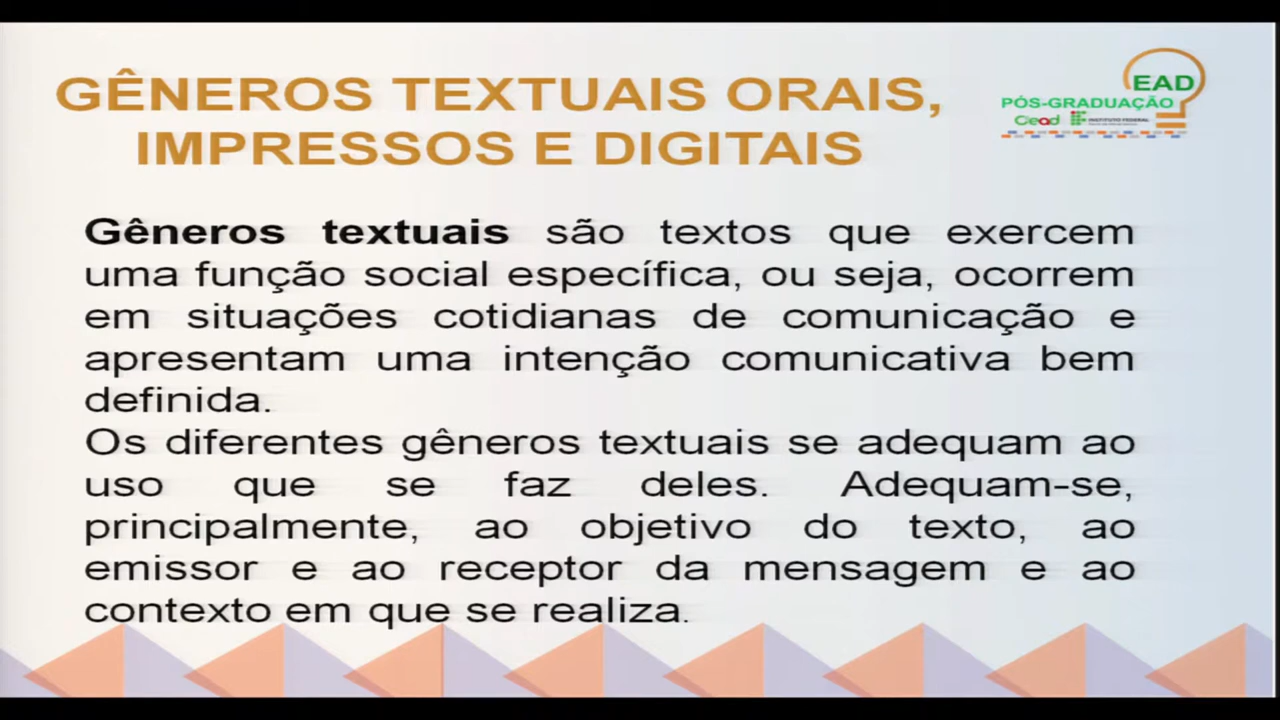 GÊNEROS TEXTUAIS ORAIS,
IMPRESSOS E DIGITAIS
EAD
PÓS-GRADUAÇÃO
Cead
INSTITUTO FEDERAL
Gêneros textuais são textos que exercem
uma função social específica, ou seja, ocorrem
em situações cotidianas de comunicação e
apresentam uma intenção comunicativa bem
definida.
Os diferentes gêneros textuais se adequam ao
uso que se faz deles. Adequam-se,
principalmente, ao objetivo do texto, ao
emissor e ao receptor da mensagem e ao
contexto em que se realiza.